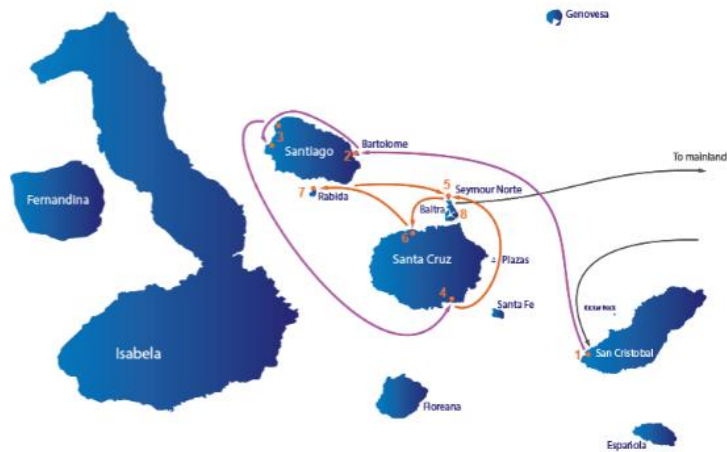 Genovesa
3
Santiago
2
Bartolome
To mainland
Fernandina
7
Rabida
5
Seymour Norte
Baltra
8
6
Santa Cruz
Plazas
4
Santa Fe
Isabela
1
San Cristobal
Floreana
Española